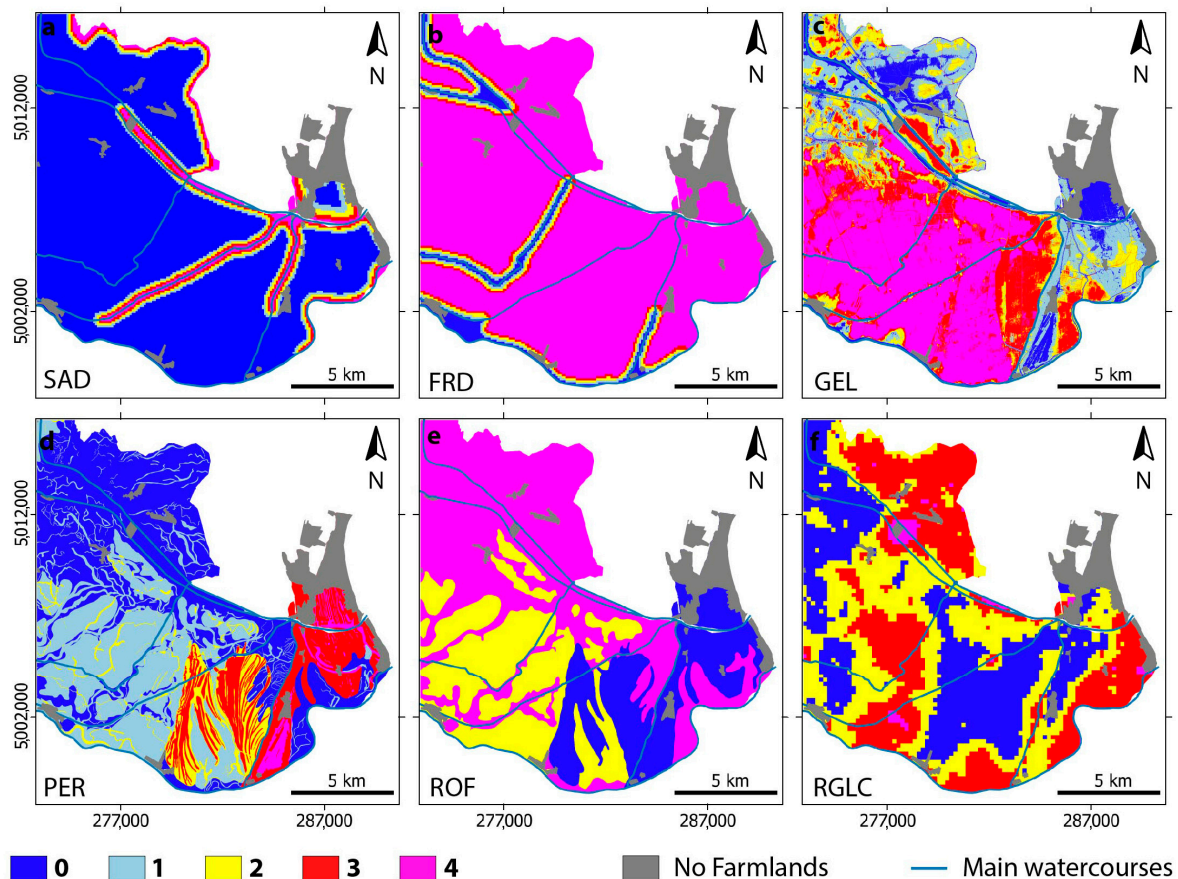 a
b
c
N
N
N
5,012,000
5,002,000
SAD
5 km
FRD
5 km
GEL
5 km
d
e
f
N
N
N
5,012,000
5,002,000
PER
5 km
ROF
5 km
RGLC
5 km
277,000
287,000
277,000
287,000
277,000
287,000
0
1
2
3
4
No Farmlands
Main watercourses